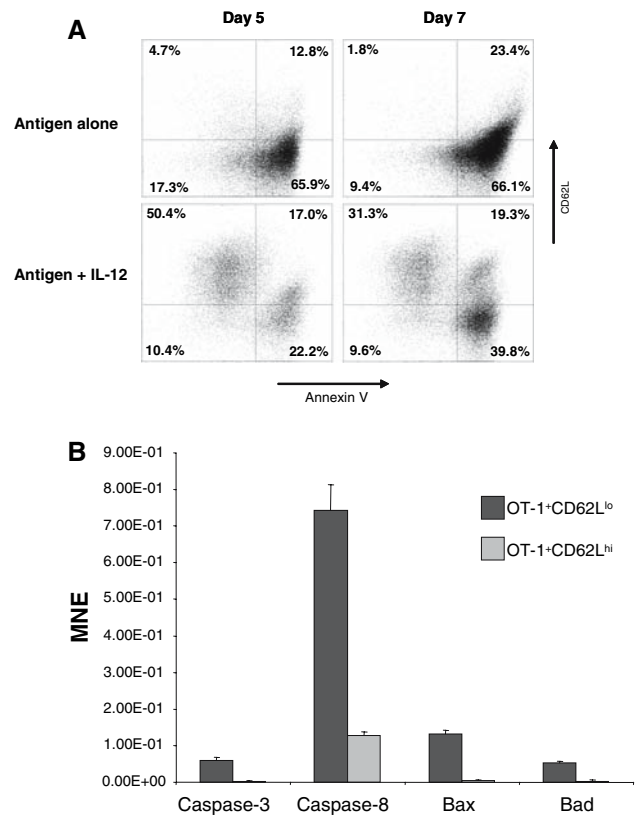 A
Day 5
Day 7
Antigen alone
4.7%
12.8%
17.3%
65.9%
1.8%
23.4%
9.4%
66.1%
CD62L
Antigen + IL-12
50.4%
17.0%
10.4%
22.2%
31.3%
19.3%
9.6%
39.8%
Annexin V
B
MNE
9.00E-01
8.00E-01
7.00E-01
6.00E-01
5.00E-01
4.00E-01
3.00E-01
2.00E-01
1.00E-01
0.00E+00
OT-1⁺CD62Lˡᵒ
OT-1⁺CD62Lʰⁱ
Caspase-3
Caspase-8
Bax
Bad